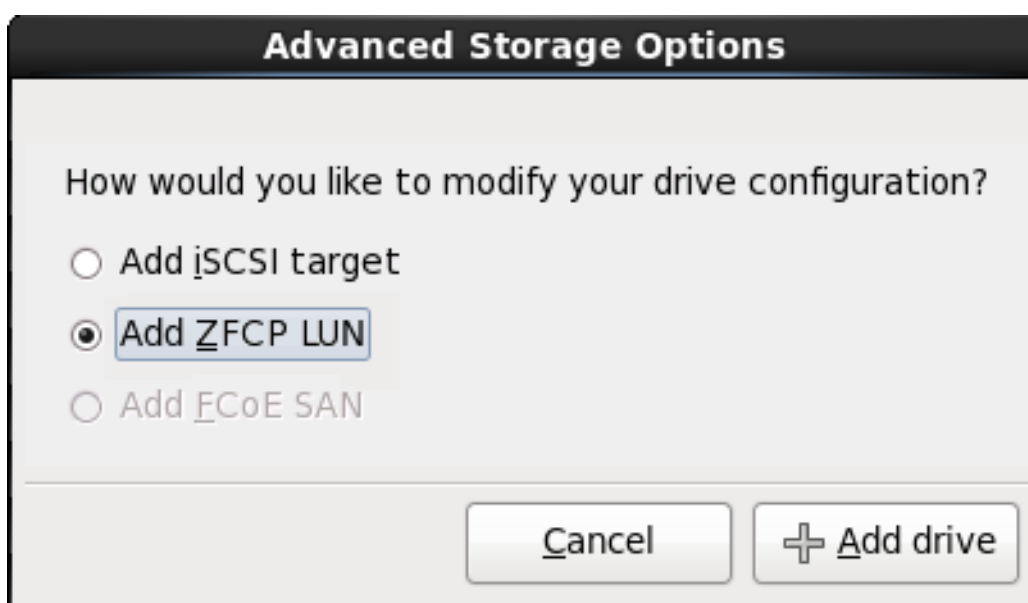 Advanced Storage Options
How would you like to modify your drive configuration?
Add iSCSI target
Add ZFCP LUN
Add FCoE SAN
Cancel
Add drive